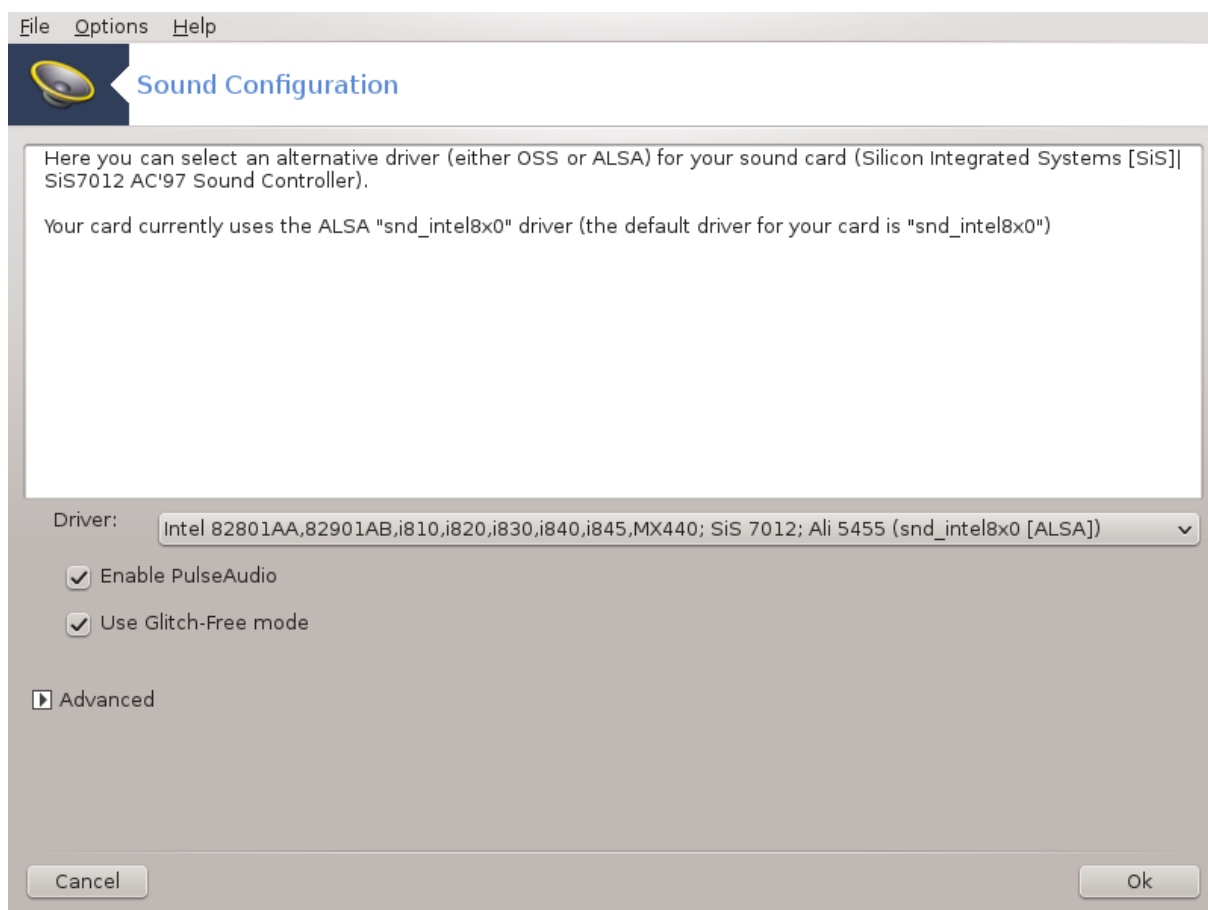 File Options Help
Sound Configuration
Here you can select an alternative driver (either OSS or ALSA) for your sound card (Silicon Integrated Systems [SiS]|
SiS7012 AC'97 Sound Controller).
Your card currently uses the ALSA "snd_intel8x0" driver (the default driver for your card is "snd_intel8x0")
Driver: Intel 82801AA,82901AB,i810,i820,i830,i840,i845,MX440; SiS 7012; Ali 5455 (snd_intel8x0 [ALSA])
Enable PulseAudio
Use Glitch-Free mode
Advanced
Cancel Ok